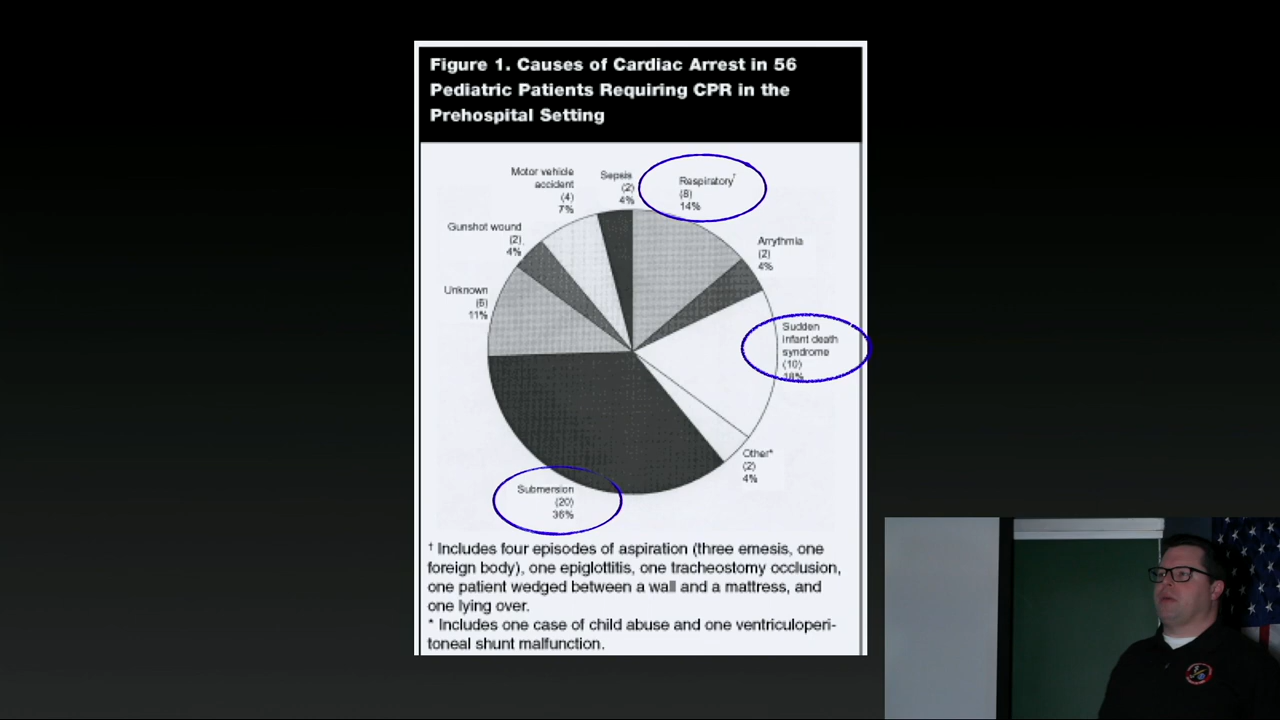 Figure 1. Causes of Cardiac Arrest in 56
Pediatric Patients Requiring CPR in the
Prehospital Setting
Motor vehicle
accident
(4)
7%
Sepsis
(2)
4%
Respiratory†
(8)
14%
Gunshot wound
(2)
4%
Arrythmia
(2)
4%
Unknown
(6)
11%
Sudden
infant death
syndrome
(10)
18%
Other*
(2)
4%
Submersion
(20)
36%
† Includes four episodes of aspiration (three emesis, one
foreign body), one epiglottitis, one tracheostomy occlusion,
one patient wedged between a wall and a mattress, and
one lying over.
* Includes one case of child abuse and one ventriculoperi-
toneal shunt malfunction.